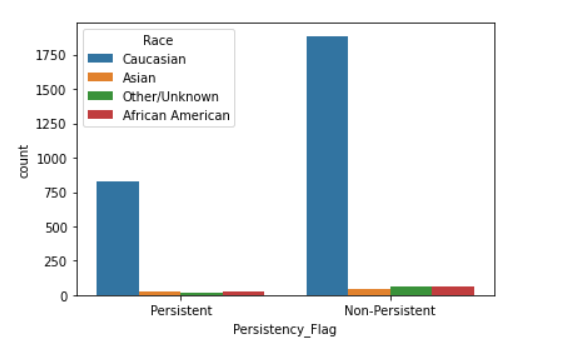 Race
Caucasian
Asian
Other/Unknown
African American
1750
1500
1250
1000
750
500
250
0
count
Persistent Non-Persistent
Persistency_Flag